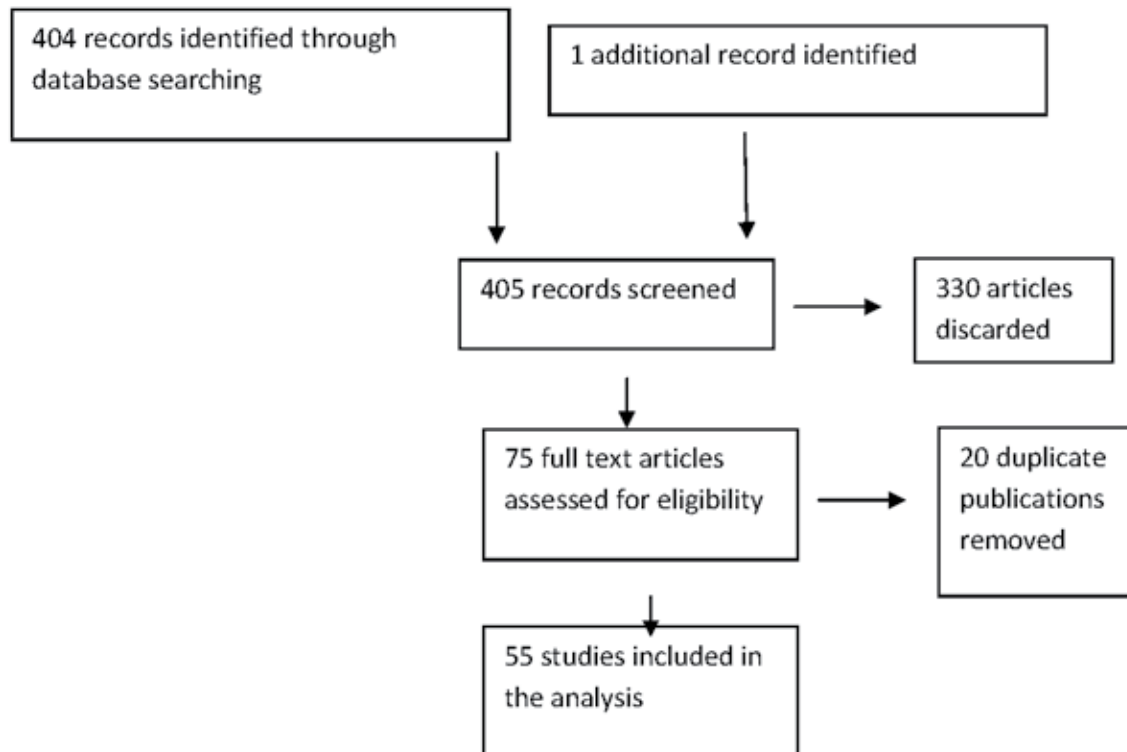 404 records identified through
database searching
1 additional record identified
405 records screened
330 articles
discarded
75 full text articles
assessed for eligibility
20 duplicate
publications
removed
55 studies included in
the analysis